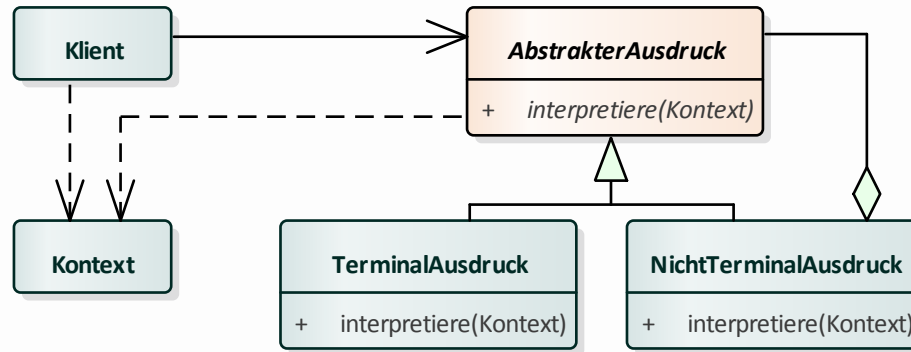 Klient
AbstrakterAusdruck
+ interpretiere(Kontext)
Kontext
TerminalAusdruck
+ interpretiere(Kontext)
NichtTerminalAusdruck
+ interpretiere(Kontext)